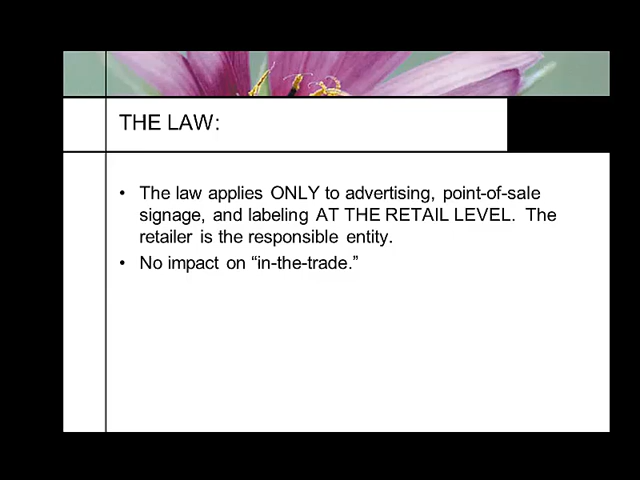 THE LAW:
• The law applies ONLY to advertising, point-of-sale
signage, and labeling AT THE RETAIL LEVEL.  The
retailer is the responsible entity.
• No impact on “in-the-trade.”